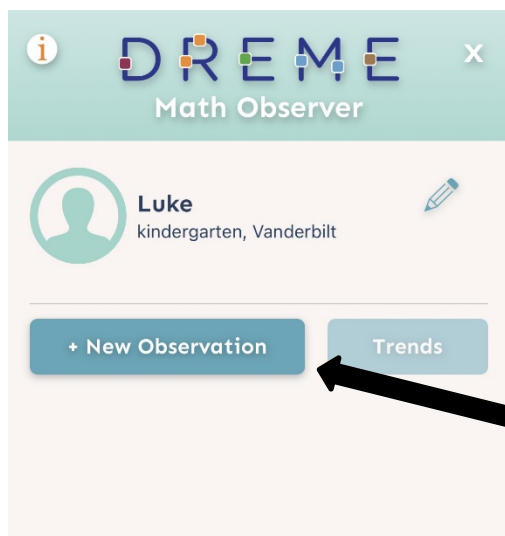 i
DREME
X
Math Observer
Luke
kindergarten, Vanderbilt
+ New Observation
Trends